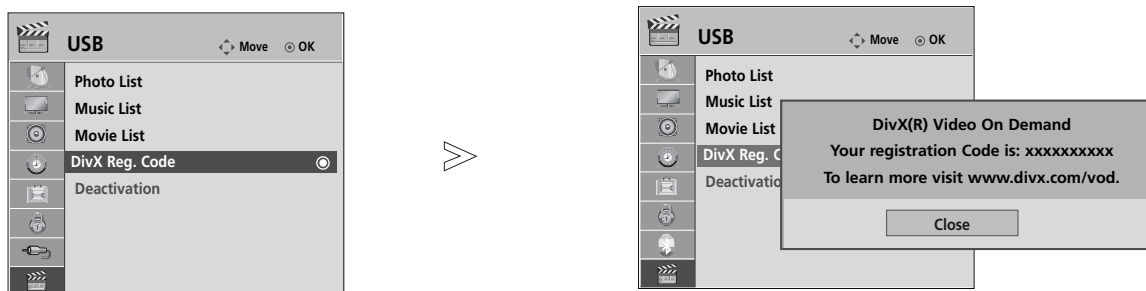 USB
Move
OK
Photo List
Music List
Movie List
DivX Reg. Code
Deactivation
USB
Move
OK
Photo List
Music List
Movie List
DivX Reg. C
Deactivatio
DivX(R) Video On Demand
Your registration Code is: xxxxxxxxxx
To learn more visit www.divx.com/vod.
Close